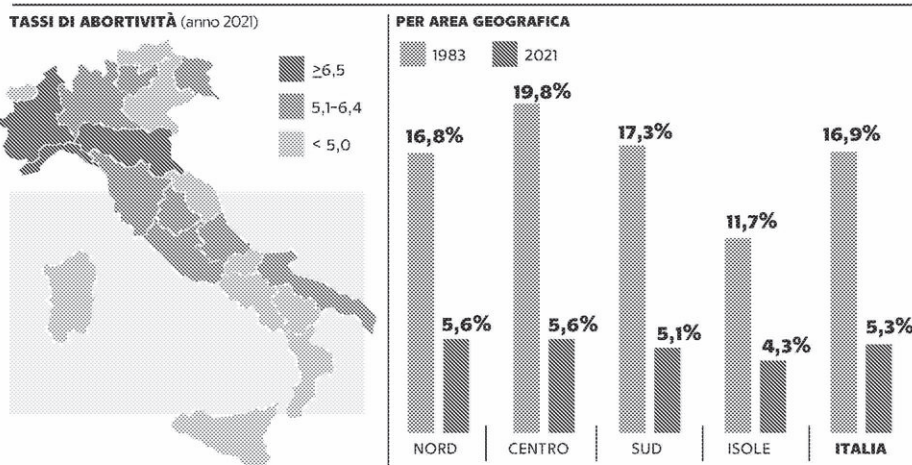 TASSI DI ABORTIVITÀ (anno 2021)
≥6,5
5,1-6,4
< 5,0
PER AREA GEOGRAFICA
1983 2021
16,8%
5,6%
NORD
19,8%
5,6%
CENTRO
17,3%
5,1%
SUD
11,7%
4,3%
ISOLE
16,9%
5,3%
ITALIA